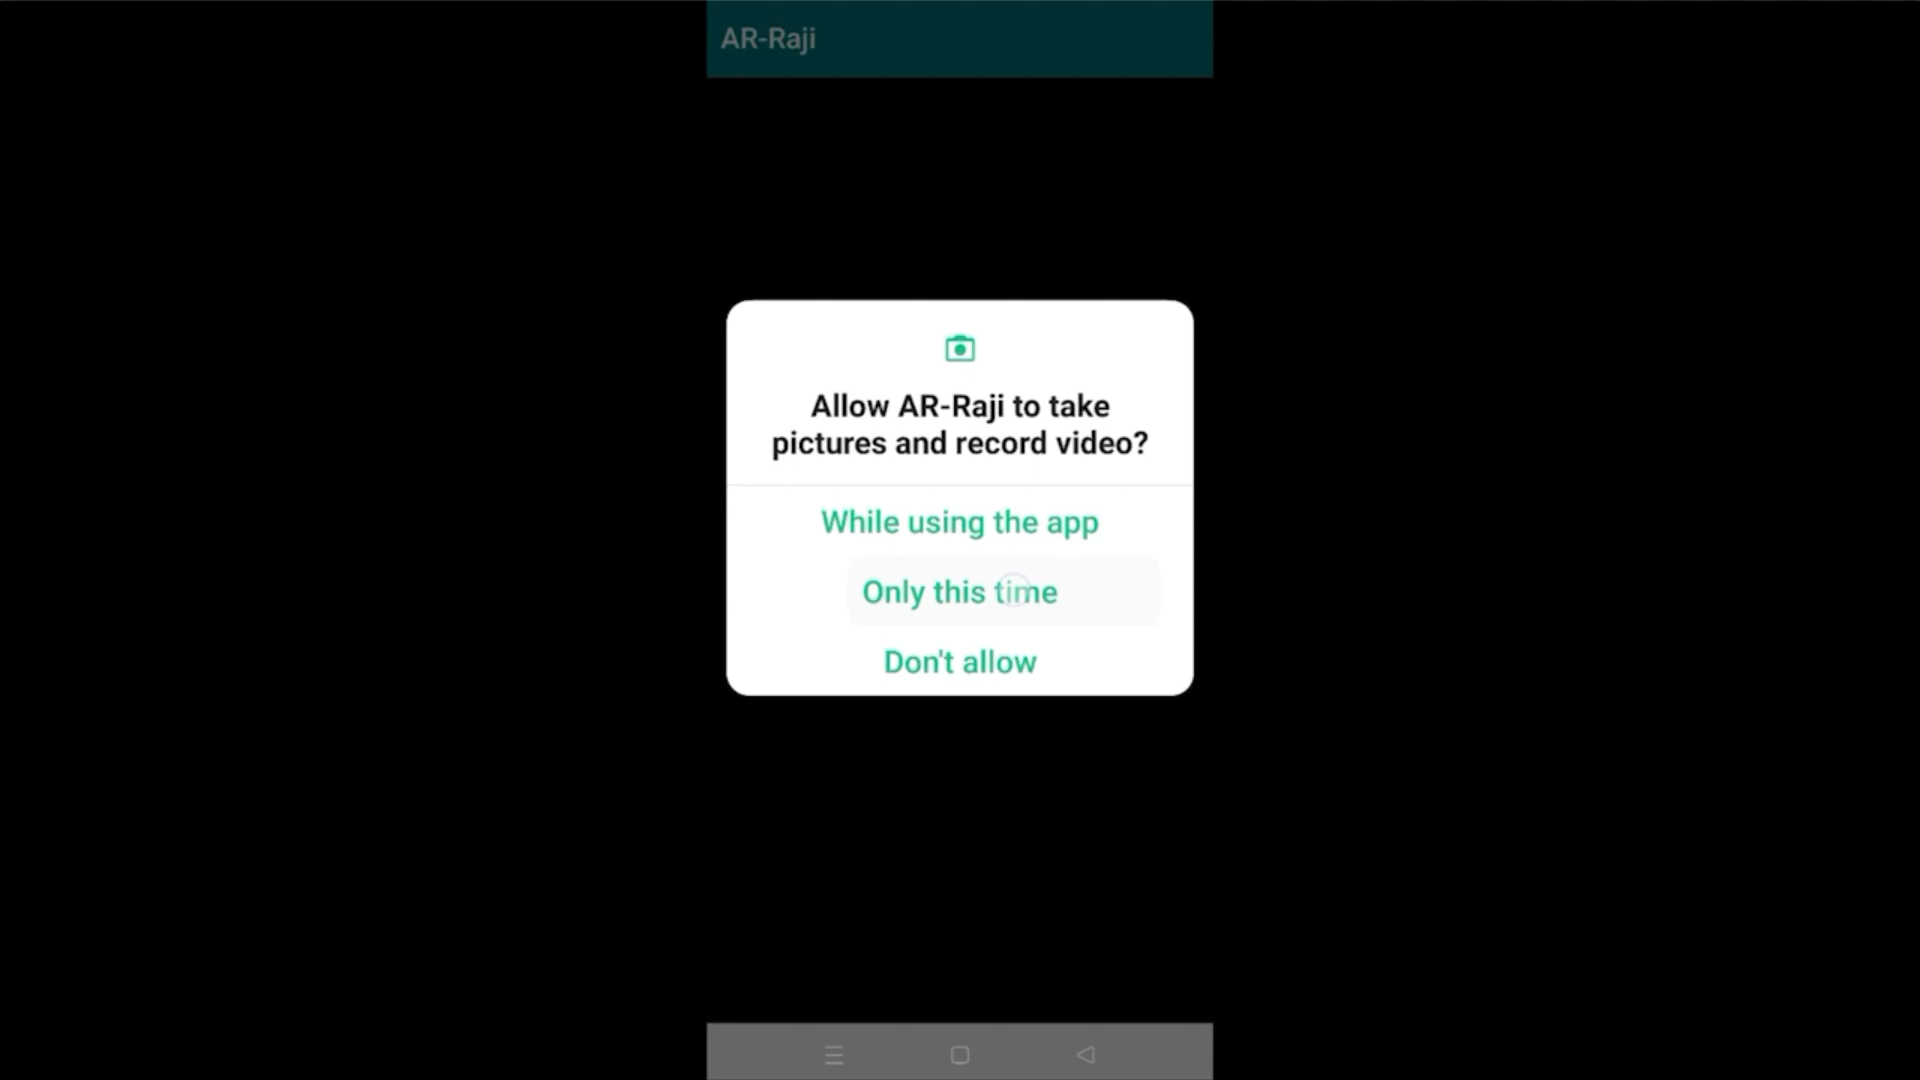 AR-Raji
Allow AR-Raji to take
pictures and record video?
While using the app
Only this time
Don't allow